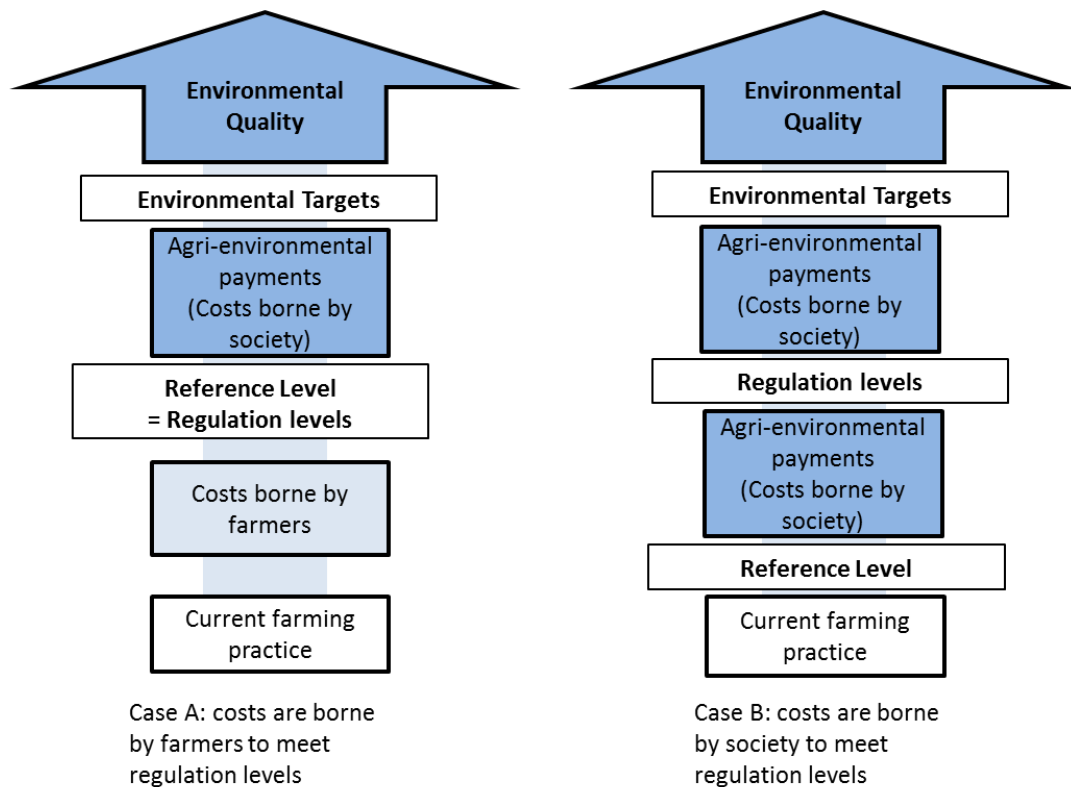 Environmental
Quality
Environmental Targets
Agri-environmental
payments
(Costs borne by
society)
Reference Level
= Regulation levels
Costs borne by
farmers
Current farming
practice
Case A: costs are borne
by farmers to meet
regulation levels
Environmental
Quality
Environmental Targets
Agri-environmental
payments
(Costs borne by
society)
Regulation levels
Agri-environmental
payments
(Costs borne by
society)
Reference Level
Current farming
practice
Case B: costs are borne
by society to meet
regulation levels